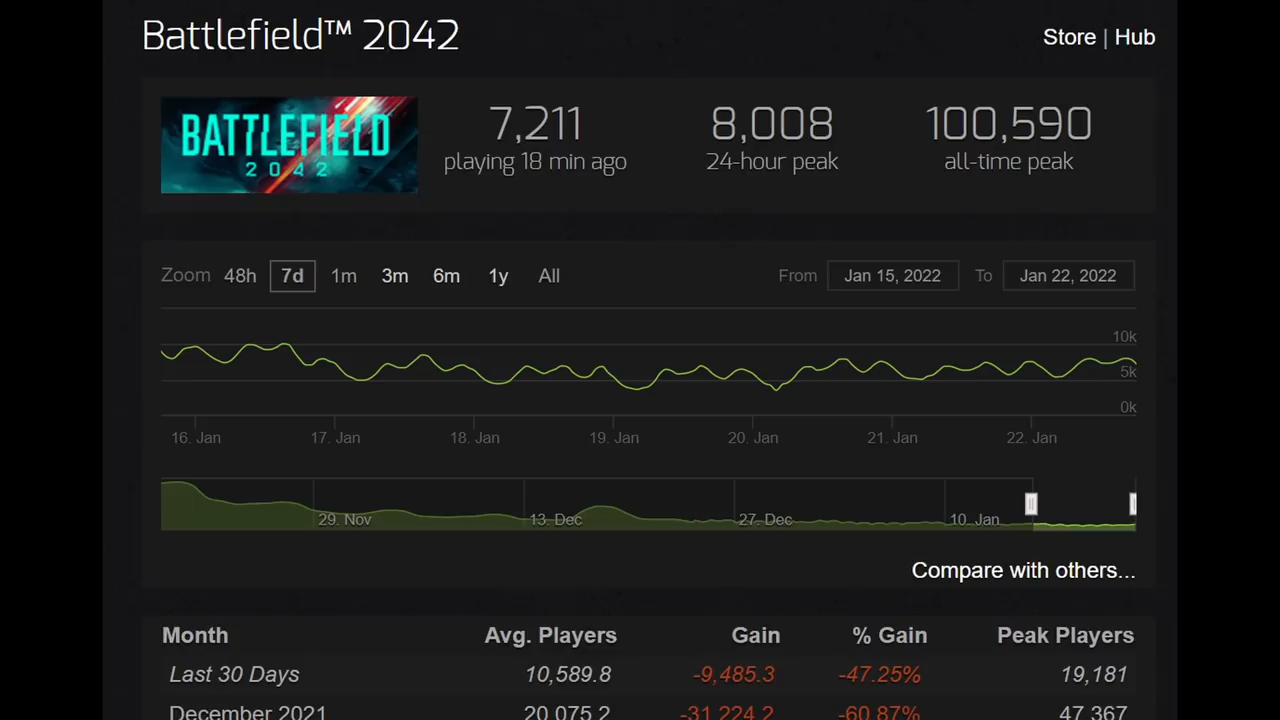 Battlefield™ 2042
Store | Hub
BATTLEFIELD
2042
7,211
playing 18 min ago
8,008
24-hour peak
100,590
all-time peak
Zoom 48h 7d 1m 3m 6m 1y All
From Jan 15, 2022 To Jan 22, 2022
10k
5k
0k
16. Jan 17. Jan 18. Jan 19. Jan 20. Jan 21. Jan 22. Jan
29. Nov 13. Dec 27. Dec 10. Jan
Compare with others...
Month Avg. Players Gain % Gain Peak Players
Last 30 Days 10,589.8 -9,485.3 -47.25% 19,181
December 2021 20,075.2 -31,224.2 -60.87% 47,367